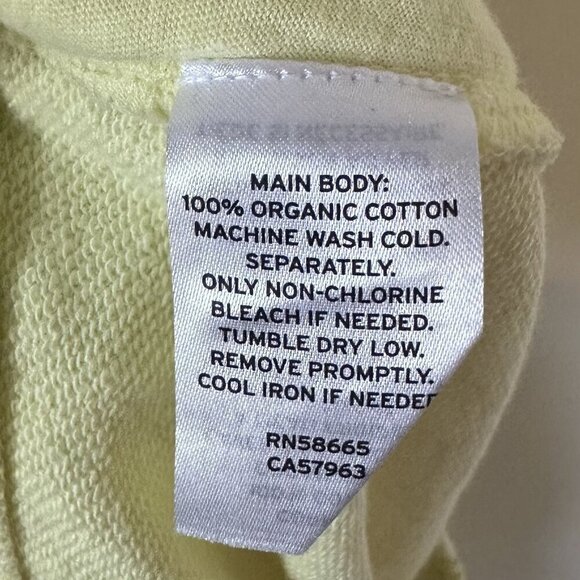 MAIN BODY:
100% ORGANIC COTTON
MACHINE WASH COLD.
SEPARATELY.
ONLY NON-CHLORINE
BLEACH IF NEEDED.
TUMBLE DRY LOW.
REMOVE PROMPTLY.
COOL IRON IF NEEDED
RN58665
CA57963